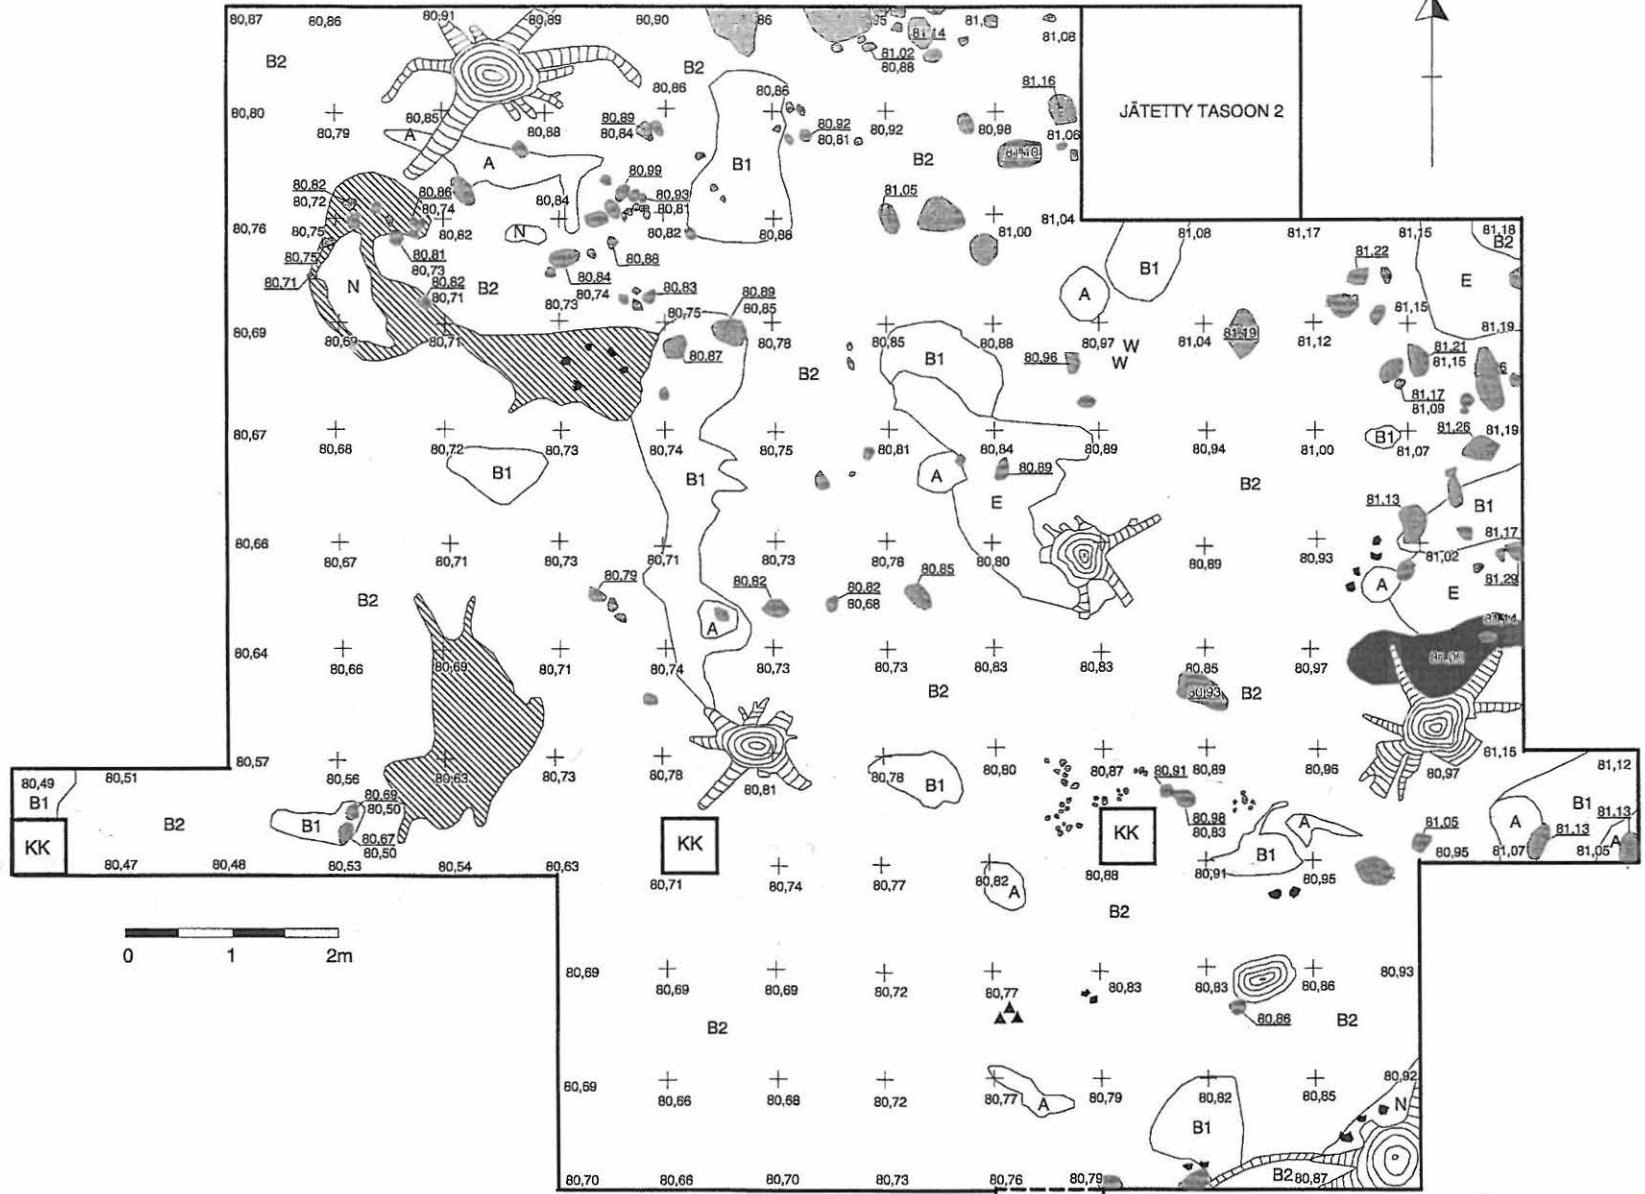 80,87 80,86 80,91 80,89 80,90 86 95 81, 81,08
B2 B2 81,14 81,02 80,88
81,16
80,80 80,79 80,85 80,88 80,89 80,84 80,86 80,86 80,92 80,81 80,92 80,98 81,06 JÄTETTY TASOON 2
A A B1 B2 81,10
80,82 80,72 80,86 80,74 80,84 80,99 80,93 80,81 81,05
80,76 80,75 80,82 N 80,82 80,88 81,00 81,04 81,08 81,17 81,15 81,18
B2
80,75 80,71 80,81 80,73 80,88 81,22
N 80,82 80,71 B2 80,84 80,74 80,83 A B1 E
80,73 80,75 80,89 80,85
80,69 80,69 80,71 80,87 80,78 80,85 80,88 80,97 81,04 81,19 81,12 81,15 81,19
W
W
B2 B1 80,96 81,21 81,15
81,17 81,09
80,67 80,68 80,72 80,73 80,74 80,75 80,81 80,84 80,89 80,94 81,00 B1 81,07 81,26 81,19
B1 B1 A 80,89 E B2
81,13 B1
80,66 80,67 80,71 80,73 80,71 80,73 80,78 80,80 80,89 80,93 81,02 81,17
B2 80,79 80,82 80,82 80,68 80,85 A E 81,29
A
80,64 80,66 80,69 80,71 80,74 80,73 80,73 80,83 80,83 80,85 80,97
B2 80,93 B2
80,57 80,56 80,63 80,73 80,78 80,81 80,78 B1 80,80 80,87 80,89 80,96 80,97 81,15
80,49 80,51 81,12
B1 80,69 80,50 80,91 B1
KK B2 B1 80,67 80,50 KK KK 80,98 80,83 A B1 81,05 A 81,13 81,13 A
80,47 80,48 80,53 80,54 80,63 80,71 80,74 80,77 80,82 A 80,88 80,91 80,95 80,95 81,07 81,05
B2
0 1 2m
80,69 80,69 80,69 80,72 80,77 80,83 80,83 80,86 80,93
B2 80,86 B2
80,69 80,66 80,68 80,72 80,77 A 80,79 80,82 80,85 80,92
B1 N
80,70 80,66 80,70 80,73 80,76 80,79 B2 80,87